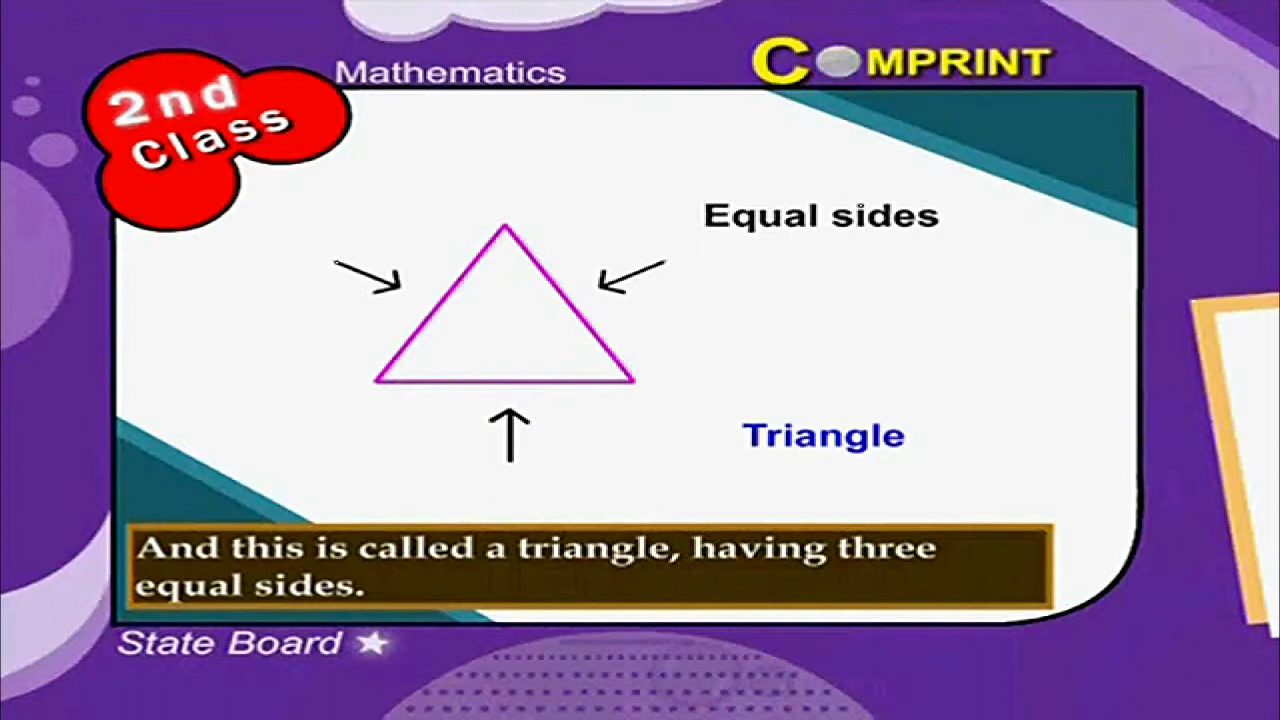 Mathematics
COMPRINT
2nd
Class
Equal sides
Triangle
And this is called a triangle, having three
equal sides.
State Board